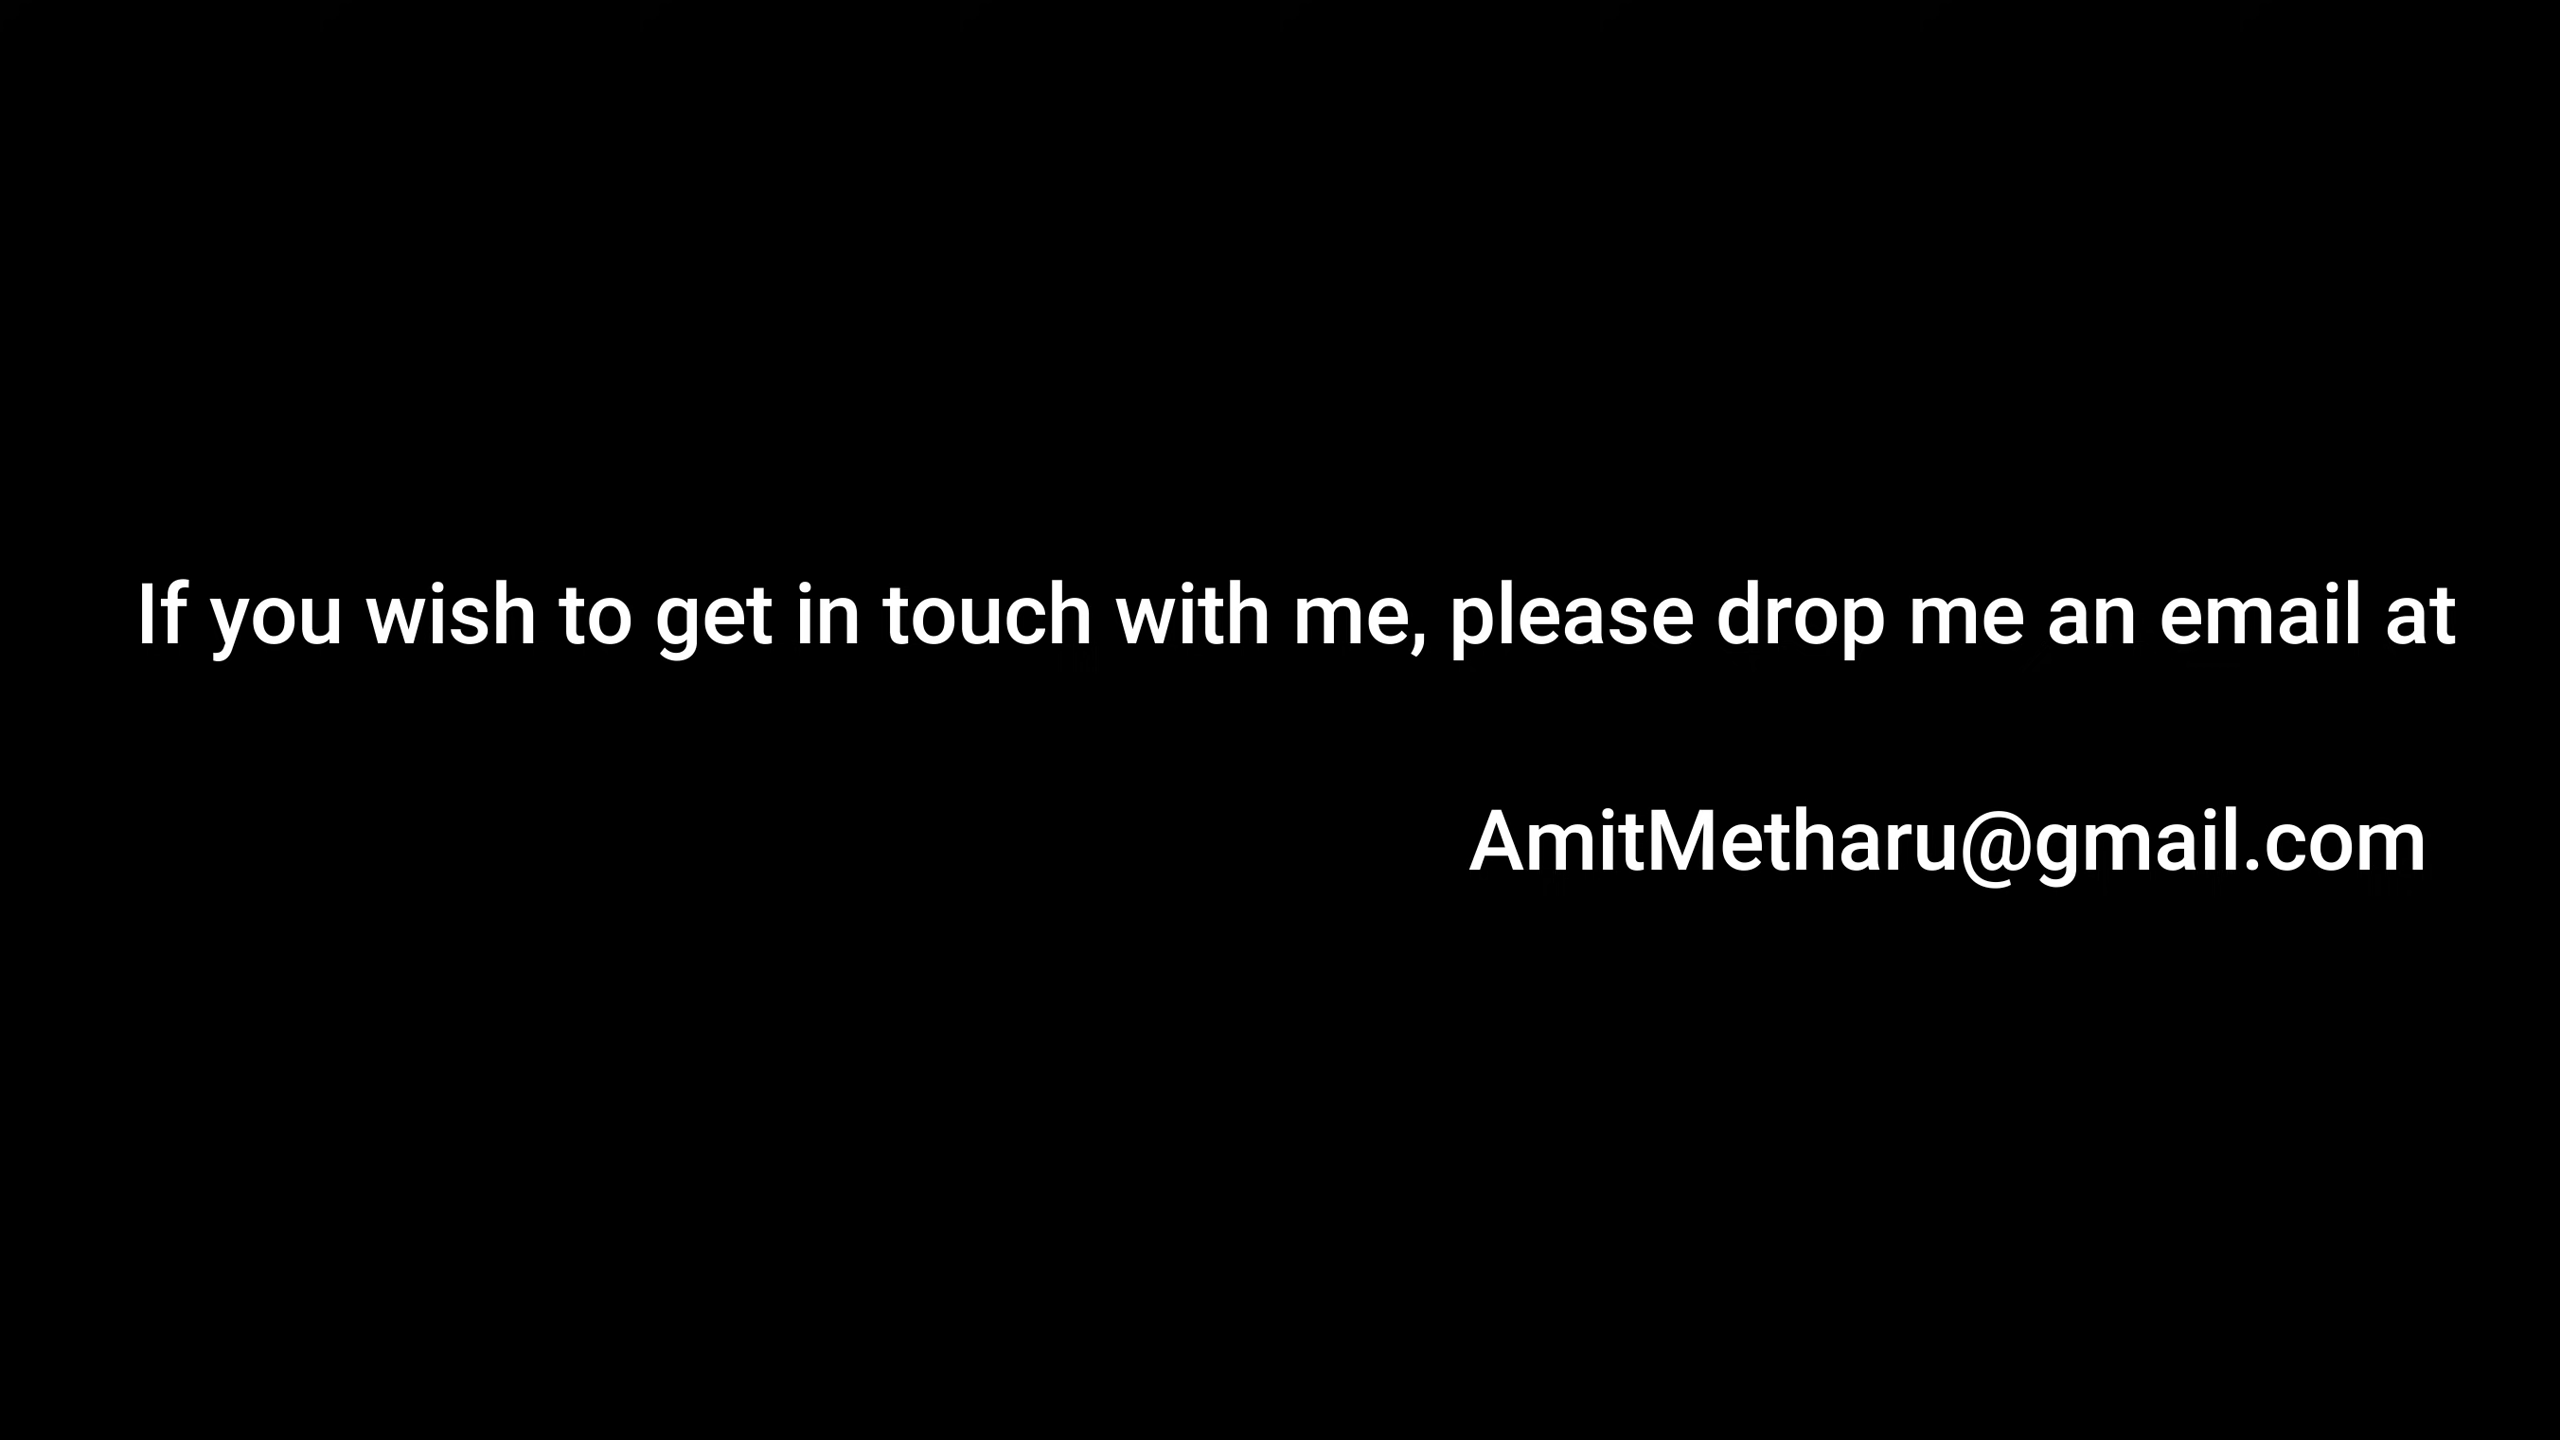 If you wish to get in touch with me, please drop me an email at
AmitMetharu@gmail.com